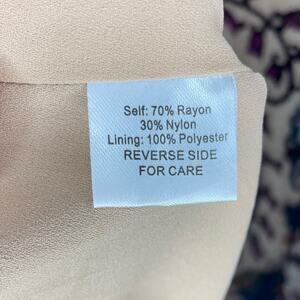 Self: 70% Rayon
30% Nylon
Lining: 100% Polyester
REVERSE SIDE
FOR CARE